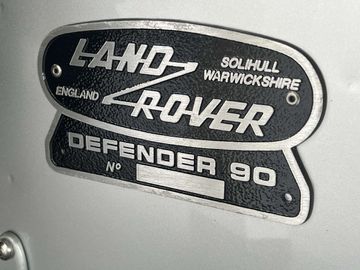 LAND
SOLIHULL
WARWICKSHIRE
ENGLAND
ROVER
DEFENDER 90
Nº